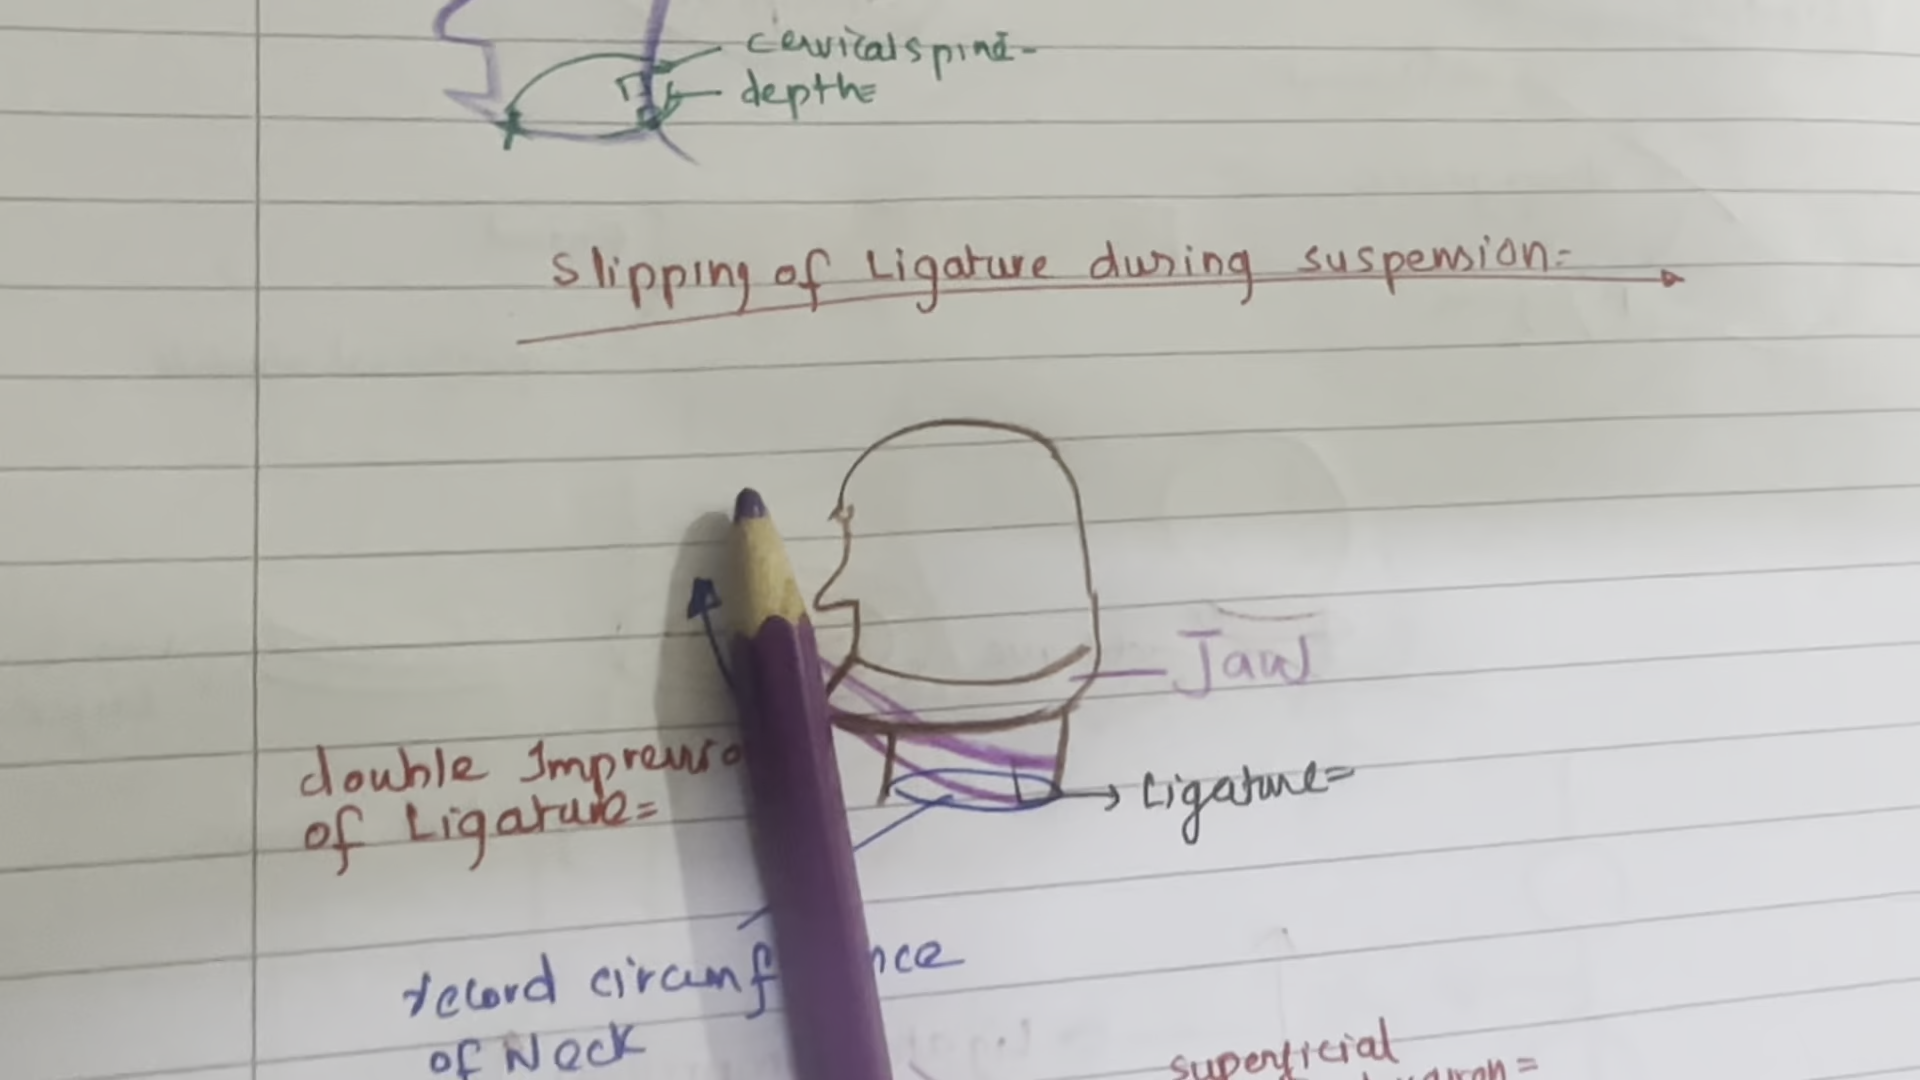 cervical spine-
depth=
Slipping of Ligature during suspension=
Jaw
double Impress
of Ligature=
Ligature=
record circumf nce
of Neck
superficial